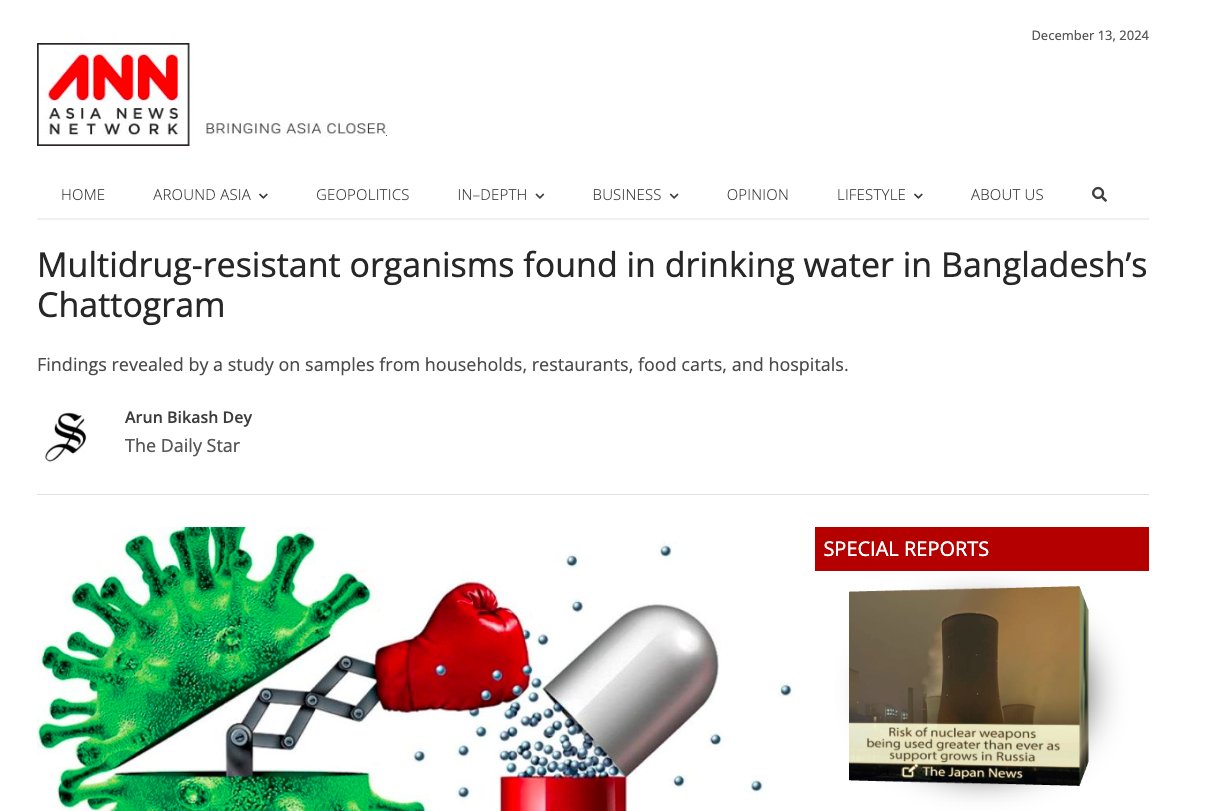 December 13, 2024
ANN
ASIA NEWS
NETWORK
BRINGING ASIA CLOSER
HOME
AROUND ASIA
GEOPOLITICS
IN–DEPTH
BUSINESS
OPINION
LIFESTYLE
ABOUT US
Multidrug-resistant organisms found in drinking water in Bangladesh’s
Chattogram
Findings revealed by a study on samples from households, restaurants, food carts, and hospitals.
S
Arun Bikash Dey
The Daily Star
SPECIAL REPORTS
Risk of nuclear weapons
being used greater than ever as
support grows in Russia
The Japan News